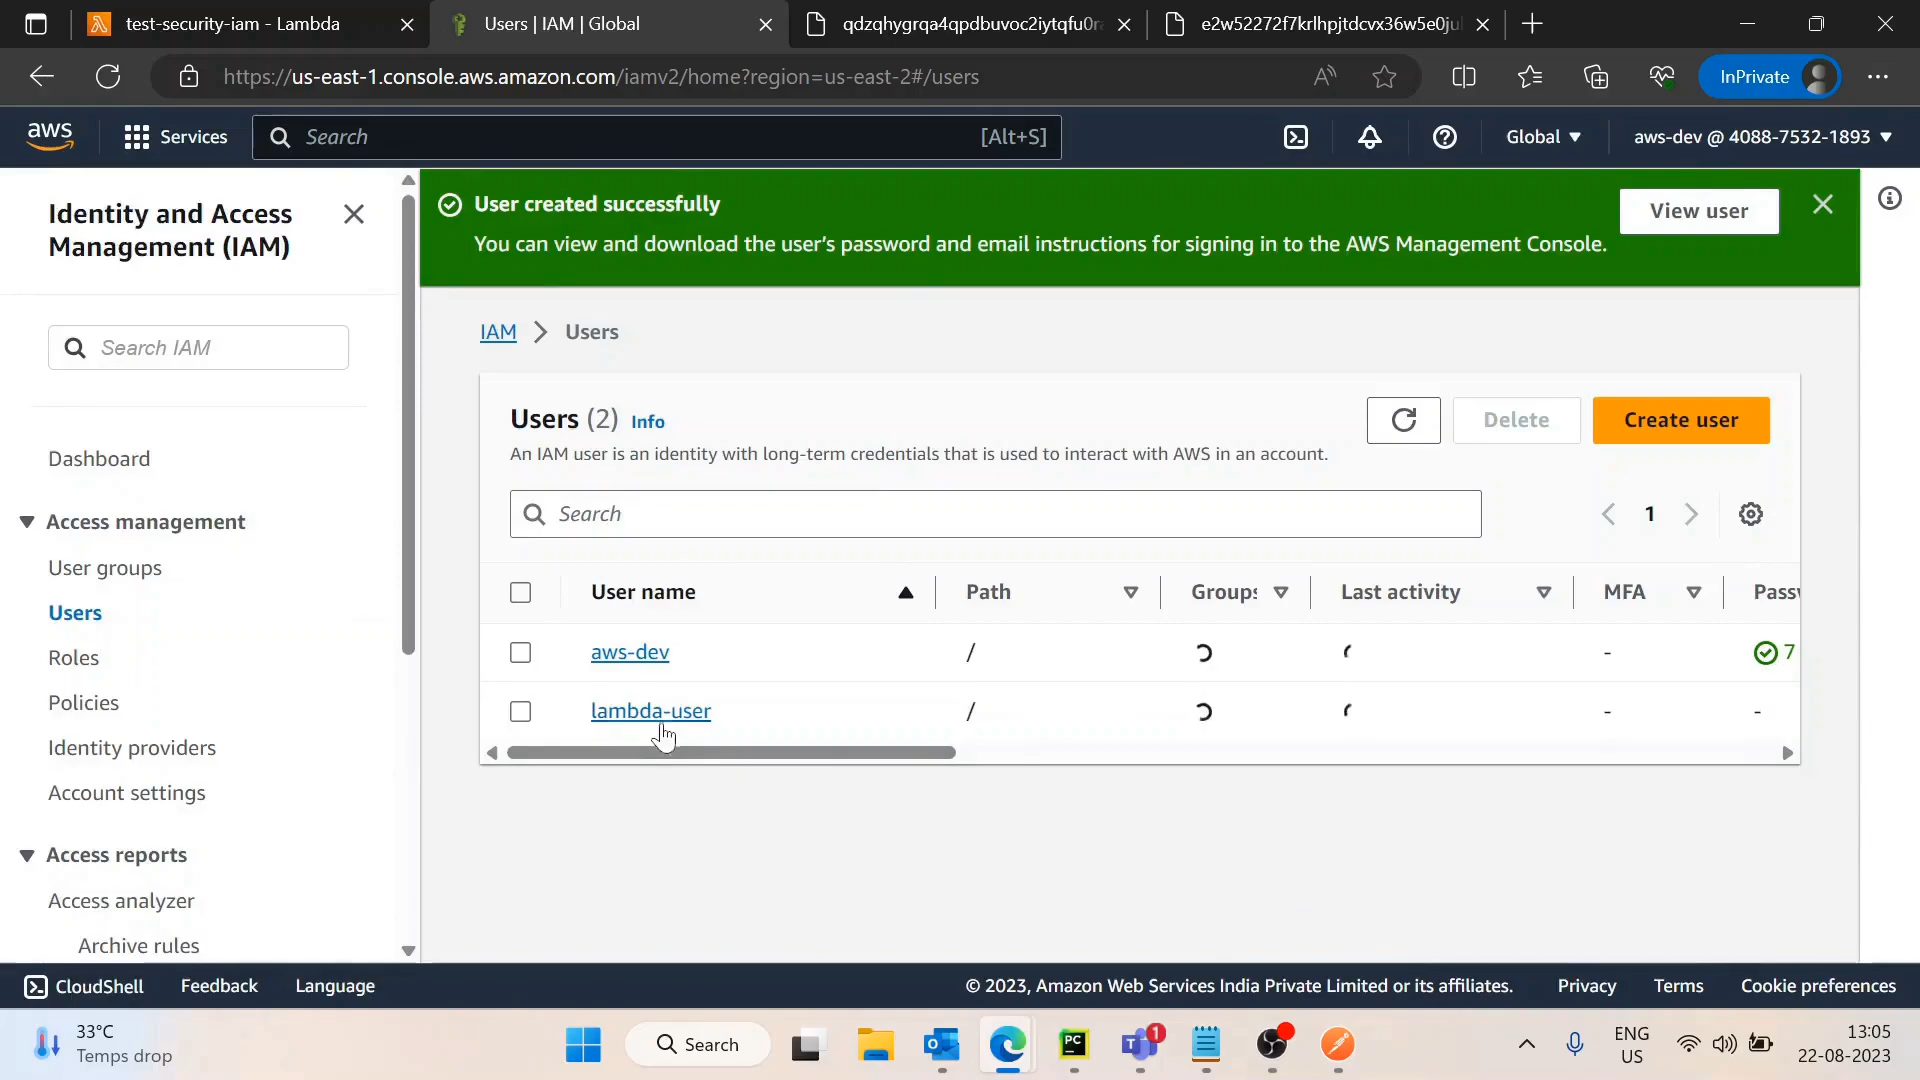 test-security-iam - Lambda
Users | IAM | Global
qdzqhygrqa4qpdbuvoc2iytqfu0ra
e2w52272f7krlhpjtdcvx36w5e0jul
https://us-east-1.console.aws.amazon.com/iamv2/home?region=us-east-2#/users
InPrivate
aws
Services
Search
[Alt+S]
Global
aws-dev @ 4088-7532-1893
Identity and Access
Management (IAM)
Search IAM
Dashboard
Access management
User groups
Users
Roles
Policies
Identity providers
Account settings
Access reports
Access analyzer
Archive rules
User created successfully
You can view and download the user's password and email instructions for signing in to the AWS Management Console.
View user
IAM
Users
Users (2) Info
An IAM user is an identity with long-term credentials that is used to interact with AWS in an account.
Delete
Create user
Search
1
User name
Path
Groups
Last activity
MFA
Passw
aws-dev
/
-
7
lambda-user
/
-
-
CloudShell
Feedback
Language
© 2023, Amazon Web Services India Private Limited or its affiliates.
Privacy
Terms
Cookie preferences
33°C
Temps drop
Search
PC
1
ENG
US
13:05
22-08-2023